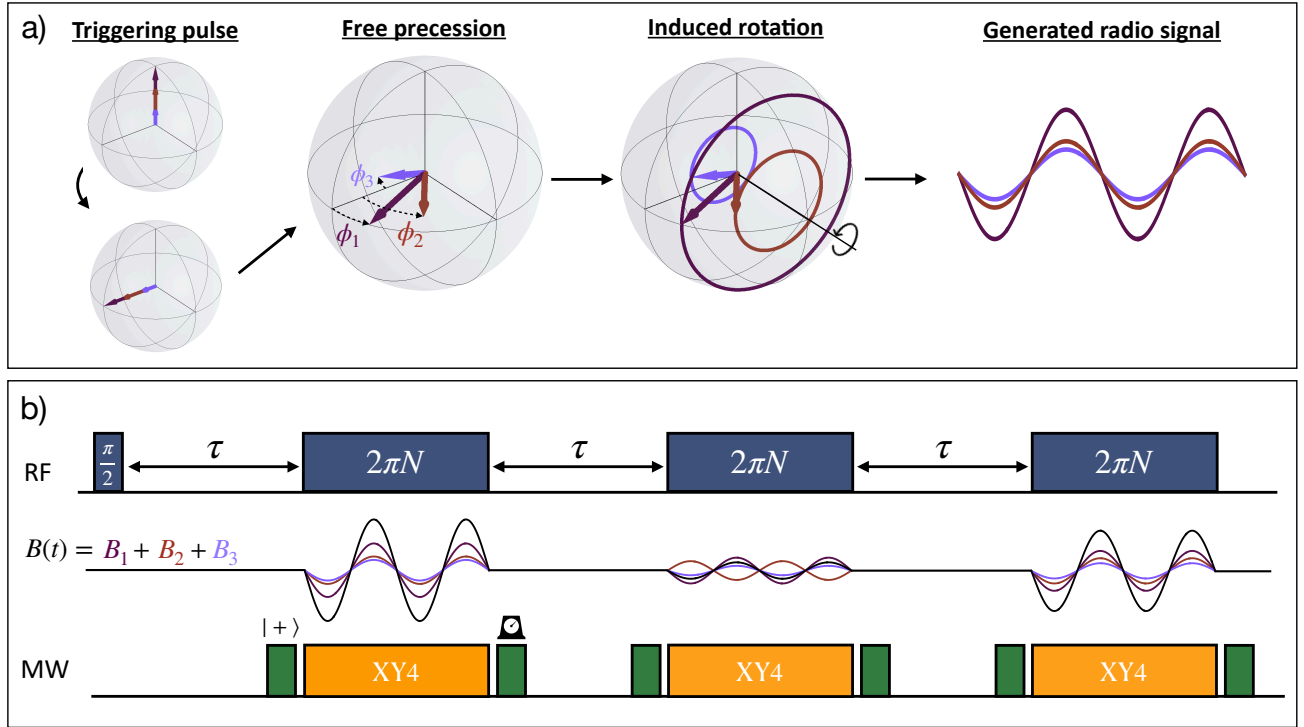 a)
Triggering pulse
Free precession
Induced rotation
Generated radio signal
ϕ3
ϕ1
ϕ2
b)
RF
π/2
τ
2πN
τ
2πN
τ
2πN
B(t) = B1 + B2 + B3
| + ⟩
MW
XY4
XY4
XY4